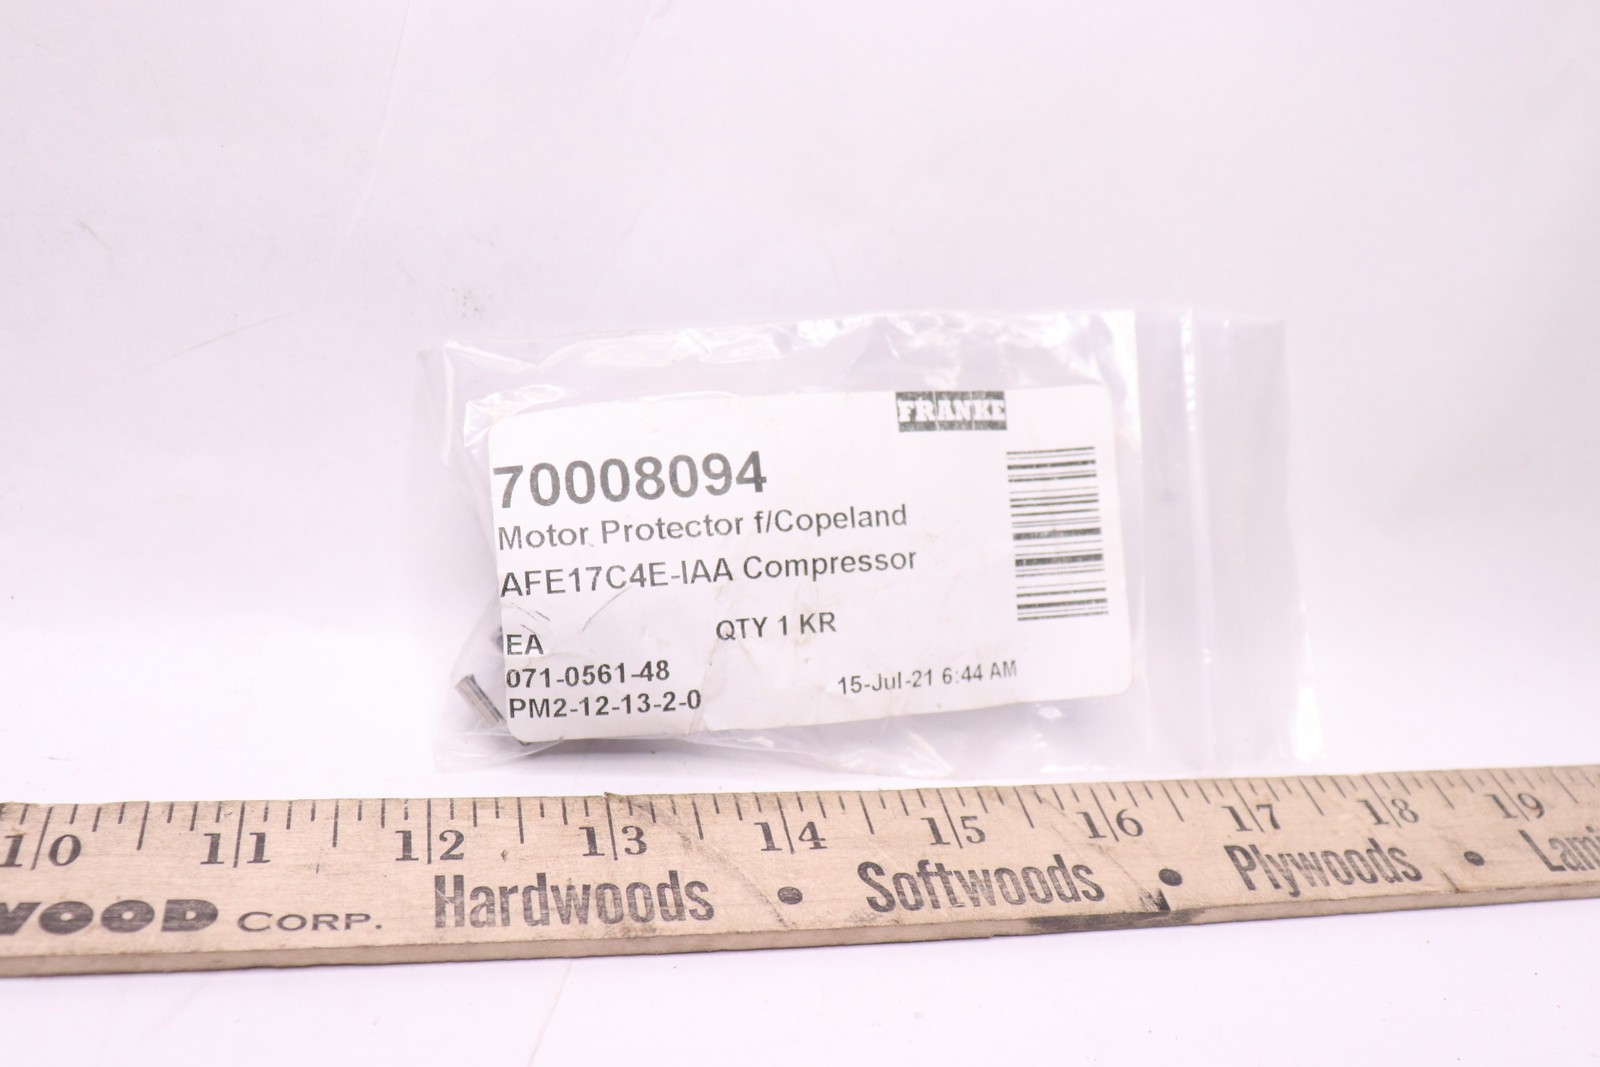 FRANKE
70008094
Motor Protector f/Copeland
AFE17C4E-IAA Compressor
EA QTY 1 KR
071-0561-48
PM2-12-13-2-0 15-Jul-21 6:44 AM
10 11 12 13 14 15 16 17 18 19
CORP. Hardwoods • Softwoods • Plywoods •